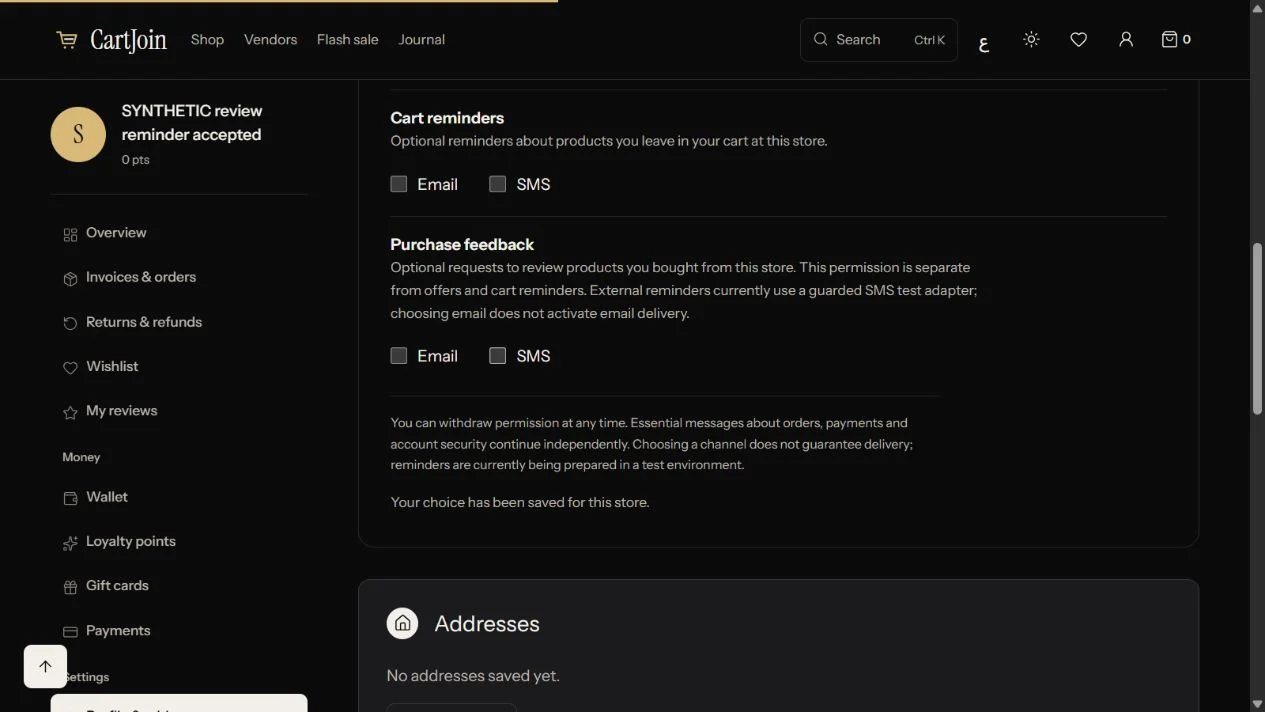 CartJoin
Shop
Vendors
Flash sale
Journal
Search
Ctrl K
ع
0
S
SYNTHETIC review
reminder accepted
0 pts
Overview
Invoices & orders
Returns & refunds
Wishlist
My reviews
Money
Wallet
Loyalty points
Gift cards
Payments
Settings
Cart reminders
Optional reminders about products you leave in your cart at this store.
Email
SMS
Purchase feedback
Optional requests to review products you bought from this store. This permission is separate
from offers and cart reminders. External reminders currently use a guarded SMS test adapter;
choosing email does not activate email delivery.
Email
SMS
You can withdraw permission at any time. Essential messages about orders, payments and
account security continue independently. Choosing a channel does not guarantee delivery;
reminders are currently being prepared in a test environment.
Your choice has been saved for this store.
Addresses
No addresses saved yet.